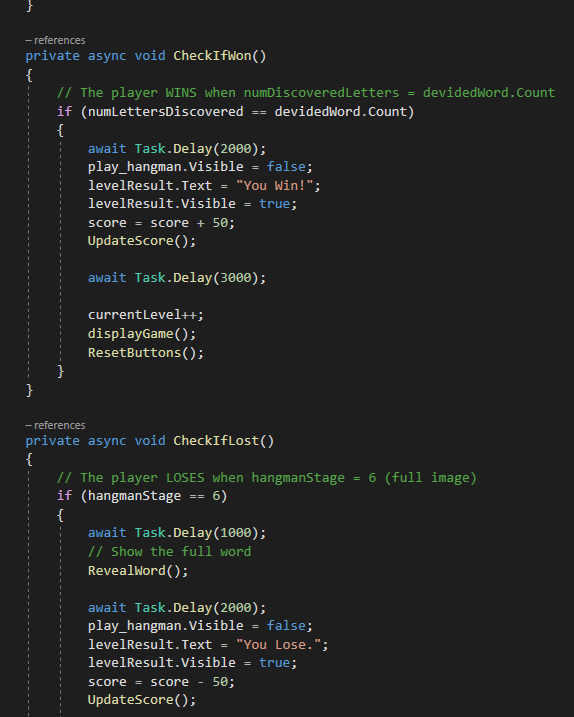 }
– references
private async void CheckIfWon()
{
// The player WINS when numDiscoveredLetters = devidedWord.Count
if (numLettersDiscovered == devidedWord.Count)
{
await Task.Delay(2000);
play_hangman.Visible = false;
levelResult.Text = "You Win!";
levelResult.Visible = true;
score = score + 50;
UpdateScore();
await Task.Delay(3000);
currentLevel++;
displayGame();
ResetButtons();
}
}
– references
private async void CheckIfLost()
{
// The player LOSES when hangmanStage = 6 (full image)
if (hangmanStage == 6)
{
await Task.Delay(1000);
// Show the full word
RevealWord();
await Task.Delay(2000);
play_hangman.Visible = false;
levelResult.Text = "You Lose.";
levelResult.Visible = true;
score = score - 50;
UpdateScore();